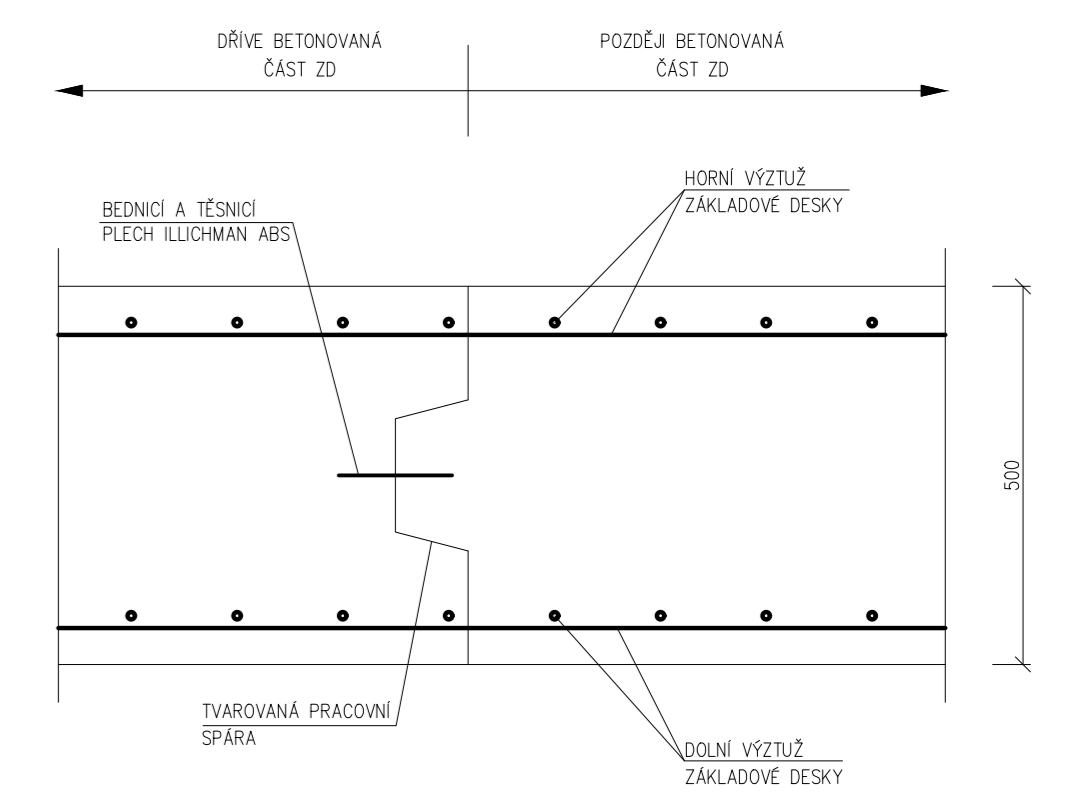 DŘÍVE BETONOVANÁ
ČÁST ZD
POZDĚJI BETONOVANÁ
ČÁST ZD
HORNÍ VÝZTUŽ
ZÁKLADOVÉ DESKY
BEDNICÍ A TĚSNICÍ
PLECH ILLICHMAN ABS
500
TVAROVANÁ PRACOVNÍ
SPÁRA
DOLNÍ VÝZTUŽ
ZÁKLADOVÉ DESKY